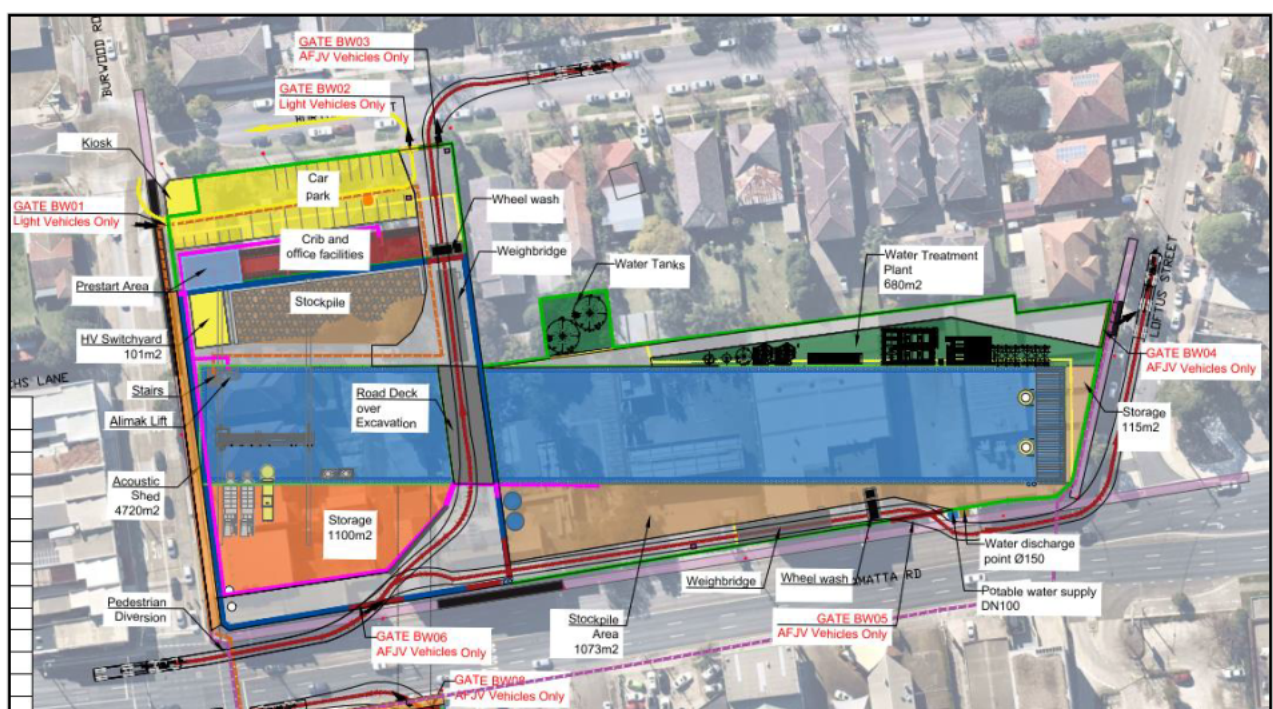 BURWOOD RD
GATE BW03
AFJV Vehicles Only
GATE BW02
Light Vehicles Only
Kiosk
GATE BW01
Light Vehicles Only
Car
park
Crib and
office facilities
Wheel wash
Weighbridge
Water Tanks
Water Treatment
Plant
680m2
Prestart Area
Stockpile
HV Switchyard
101m2
LOFTUS STREET
GATE BW04
AFJV Vehicles Only
CHS LANE
Stairs
Alimak Lift
Road Deck
over
Excavation
Storage
115m2
Acoustic
Shed
4720m2
Storage
1100m2
Water discharge
point Ø150
Weighbridge
Wheel wash
MATTA RD
Potable water supply
DN100
Pedestrian
Diversion
Stockpile
Area
1073m2
GATE BW05
AFJV Vehicles Only
GATE BW06
AFJV Vehicles Only
GATE BW08
AFJV Vehicles Only